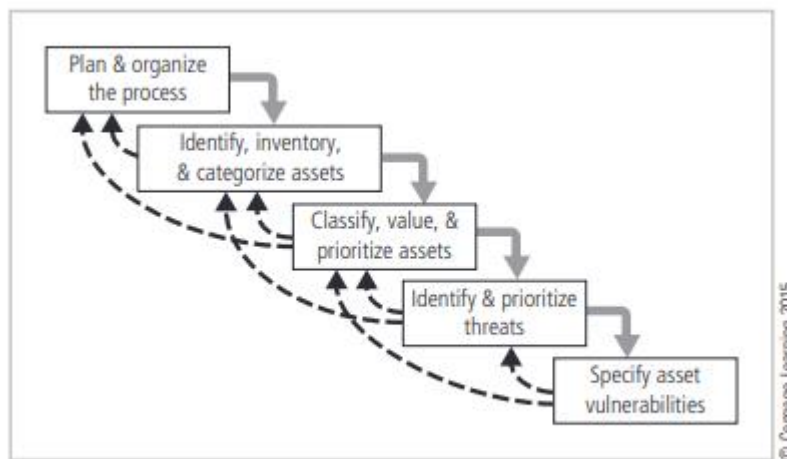 Plan & organize
the process
Identify, inventory,
& categorize assets
Classify, value, &
prioritize assets
Identify & prioritize
threats
Specify asset
vulnerabilities
© Cengage Learning 2015